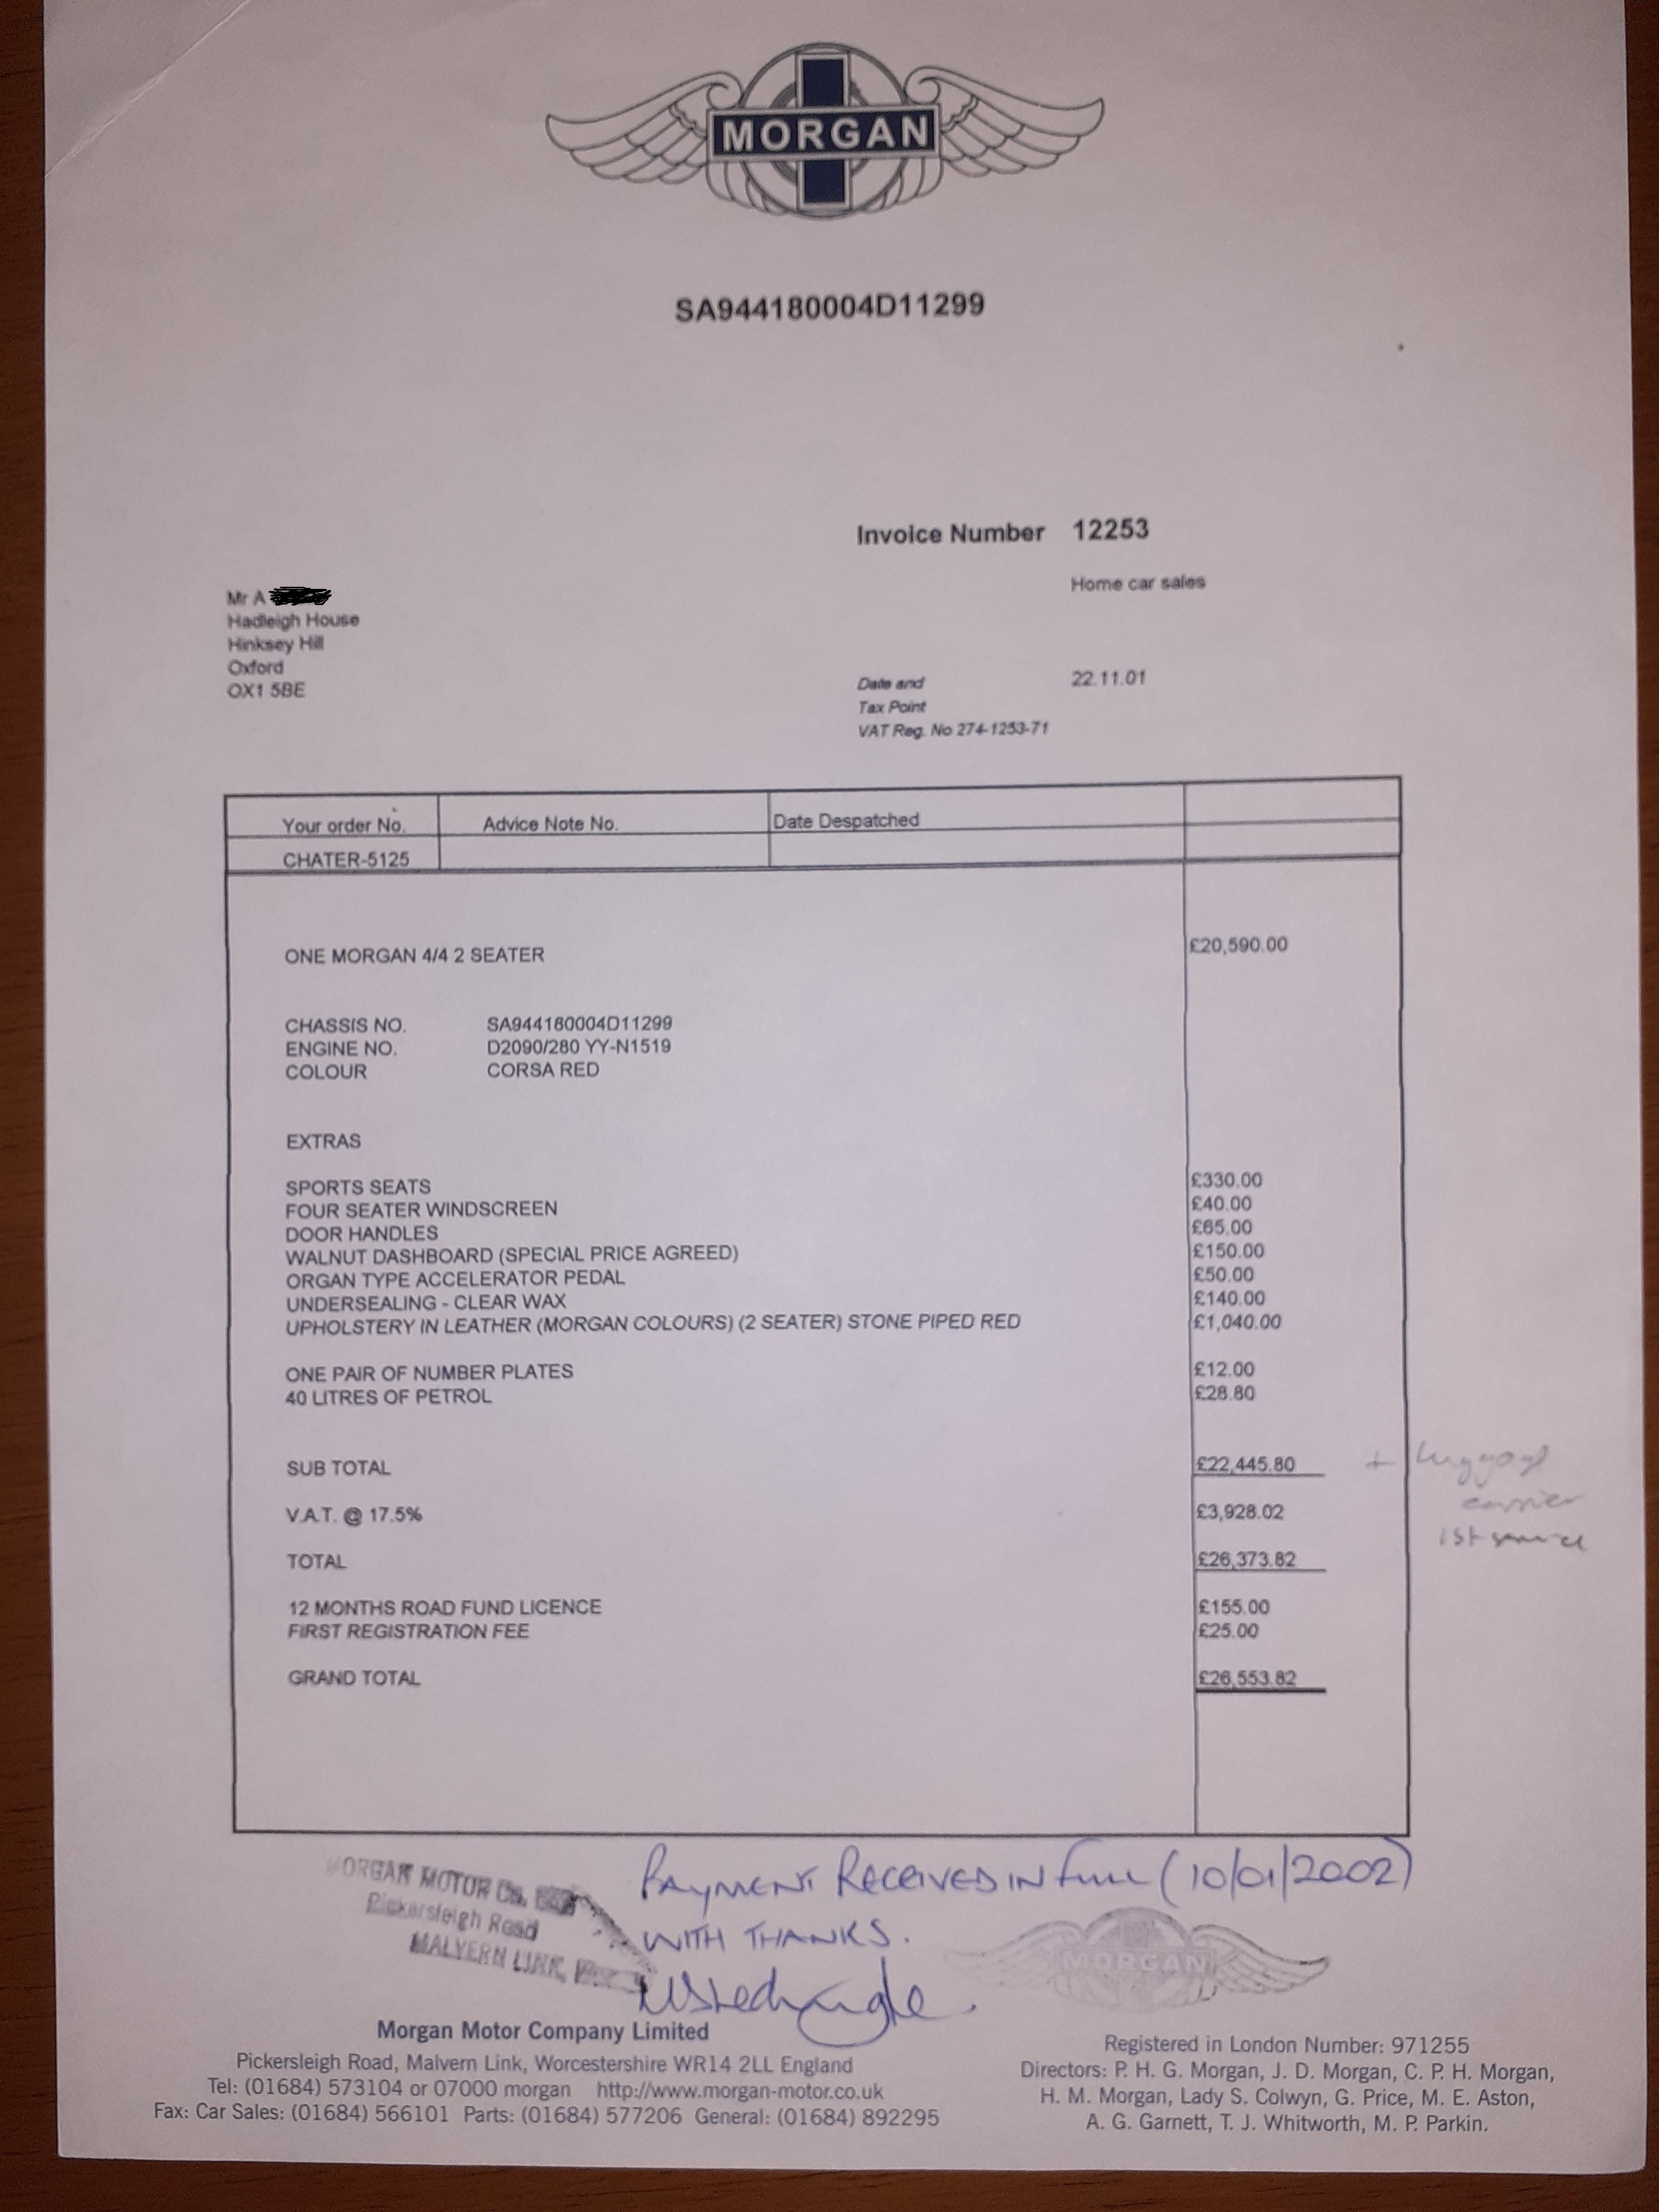 MORGAN
SA944180004D11299
Invoice Number 12253
Home car sales
Mr A
Hadleigh House
Hinksey Hill
Oxford
OX1 5BE
Date and 22.11.01
Tax Point
VAT Reg. No 274-1253-71
Your order No. Advice Note No. Date Despatched
CHATER-5125
ONE MORGAN 4/4 2 SEATER £20,590.00
CHASSIS NO. SA944180004D11299
ENGINE NO. D2090/280 YY-N1519
COLOUR CORSA RED
EXTRAS
SPORTS SEATS £330.00
FOUR SEATER WINDSCREEN £40.00
DOOR HANDLES £65.00
WALNUT DASHBOARD (SPECIAL PRICE AGREED) £150.00
ORGAN TYPE ACCELERATOR PEDAL £50.00
UNDERSEALING - CLEAR WAX £140.00
UPHOLSTERY IN LEATHER (MORGAN COLOURS) (2 SEATER) STONE PIPED RED £1,040.00
ONE PAIR OF NUMBER PLATES £12.00
40 LITRES OF PETROL £28.80
SUB TOTAL £22,445.80
+ luggage
carrier
1st service
V.A.T. @ 17.5% £3,928.02
TOTAL £26,373.82
12 MONTHS ROAD FUND LICENCE £155.00
FIRST REGISTRATION FEE £25.00
GRAND TOTAL £26,553.82
PAYMENT RECEIVED IN FULL (10/01/2002)
WITH THANKS.
MORGAN MOTOR Co.
Pickersleigh Road
MALVERN LINK,
MORGAN
Morgan Motor Company Limited
Pickersleigh Road, Malvern Link, Worcestershire WR14 2LL England
Tel: (01684) 573104 or 07000 morgan http://www.morgan-motor.co.uk
Fax: Car Sales: (01684) 566101 Parts: (01684) 577206 General: (01684) 892295
Registered in London Number: 971255
Directors: P. H. G. Morgan, J. D. Morgan, C. P. H. Morgan,
H. M. Morgan, Lady S. Colwyn, G. Price, M. E. Aston,
A. G. Garnett, T. J. Whitworth, M. P. Parkin.